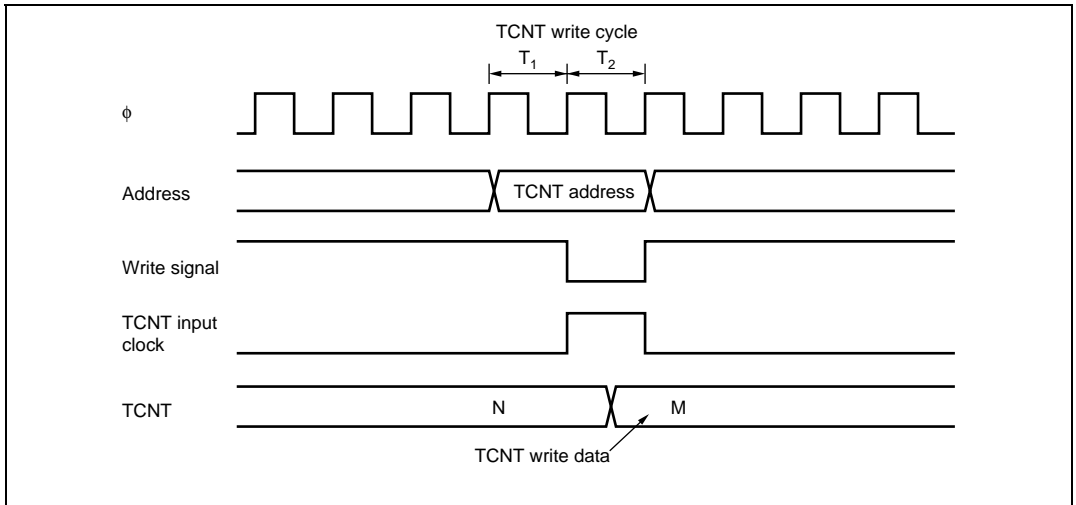 TCNT write cycle
T1 T2
ϕ
Address
TCNT address
Write signal
TCNT input
clock
TCNT
N
M
TCNT write data